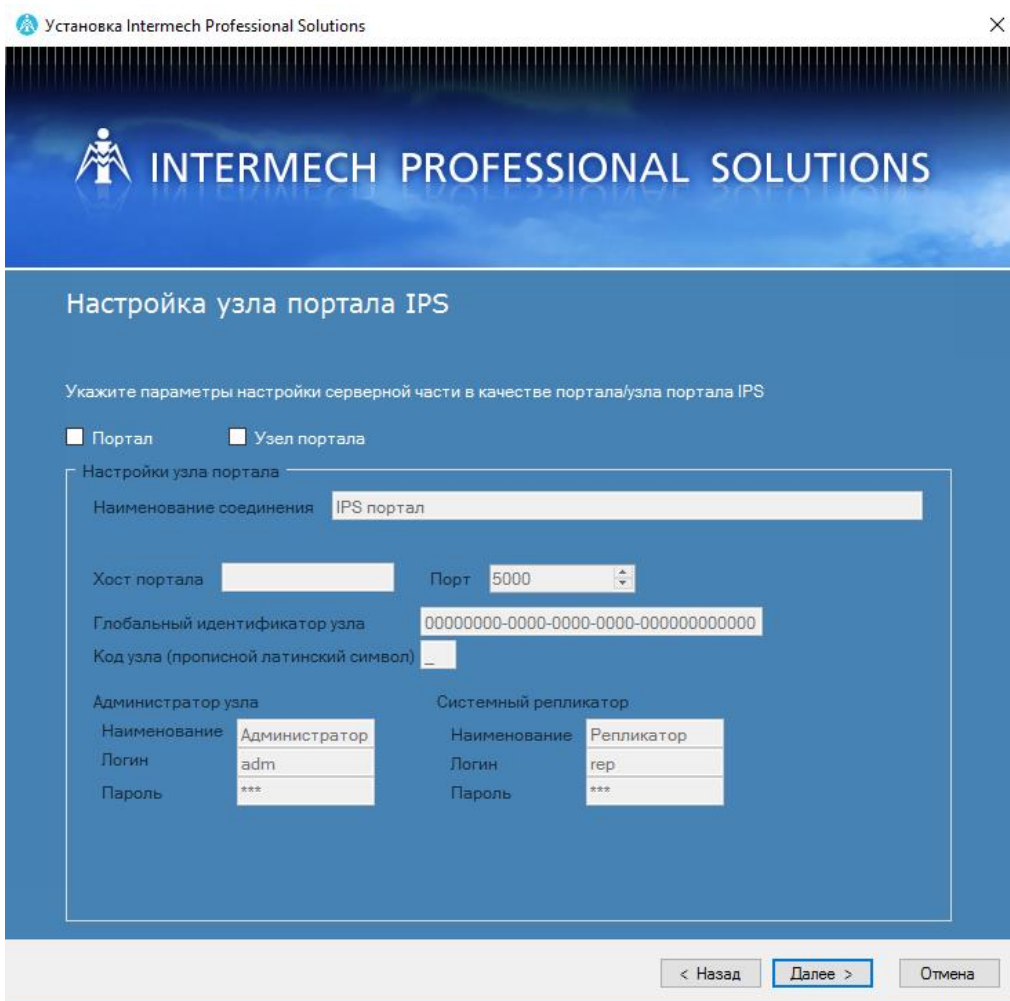 Установка Intermech Professional Solutions
INTERMECH PROFESSIONAL SOLUTIONS
Настройка узла портала IPS
Укажите параметры настройки серверной части в качестве портала/узла портала IPS
Портал Узел портала
Настройки узла портала
Наименование соединения IPS портал
Хост портала Порт 5000
Глобальный идентификатор узла 00000000-0000-0000-0000-000000000000
Код узла (прописной латинский символ) _
Администратор узла Системный репликатор
Наименование Администратор Наименование Репликатор
Логин adm Логин rep
Пароль *** Пароль ***
< Назад Далее > Отмена